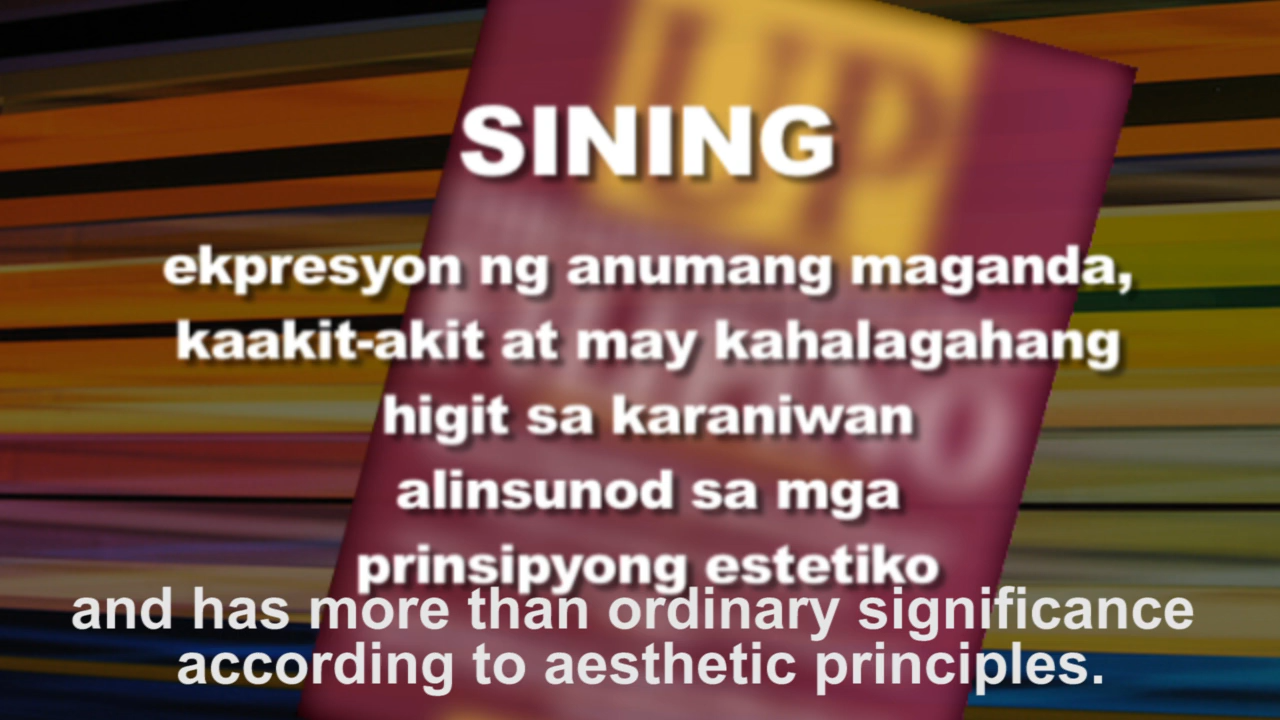 UP
SINING
ekpresyon ng anumang maganda,
kaakit-akit at may kahalagahang
higit sa karaniwan
alinsunod sa mga
prinsipyong estetiko
and has more than ordinary significance
according to aesthetic principles.